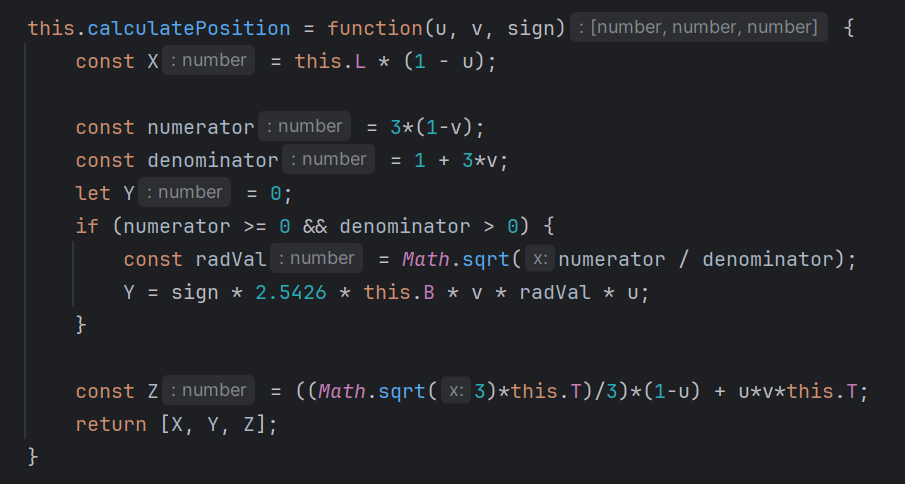 this.calculatePosition = function(u, v, sign) : [number, number, number] {
const X : number = this.L * (1 - u);
const numerator : number = 3*(1-v);
const denominator : number = 1 + 3*v;
let Y : number = 0;
if (numerator >= 0 && denominator > 0) {
const radVal : number = Math.sqrt( x: numerator / denominator);
Y = sign * 2.5426 * this.B * v * radVal * u;
}
const Z : number = ((Math.sqrt( x: 3)*this.T)/3)*(1-u) + u*v*this.T;
return [X, Y, Z];
}